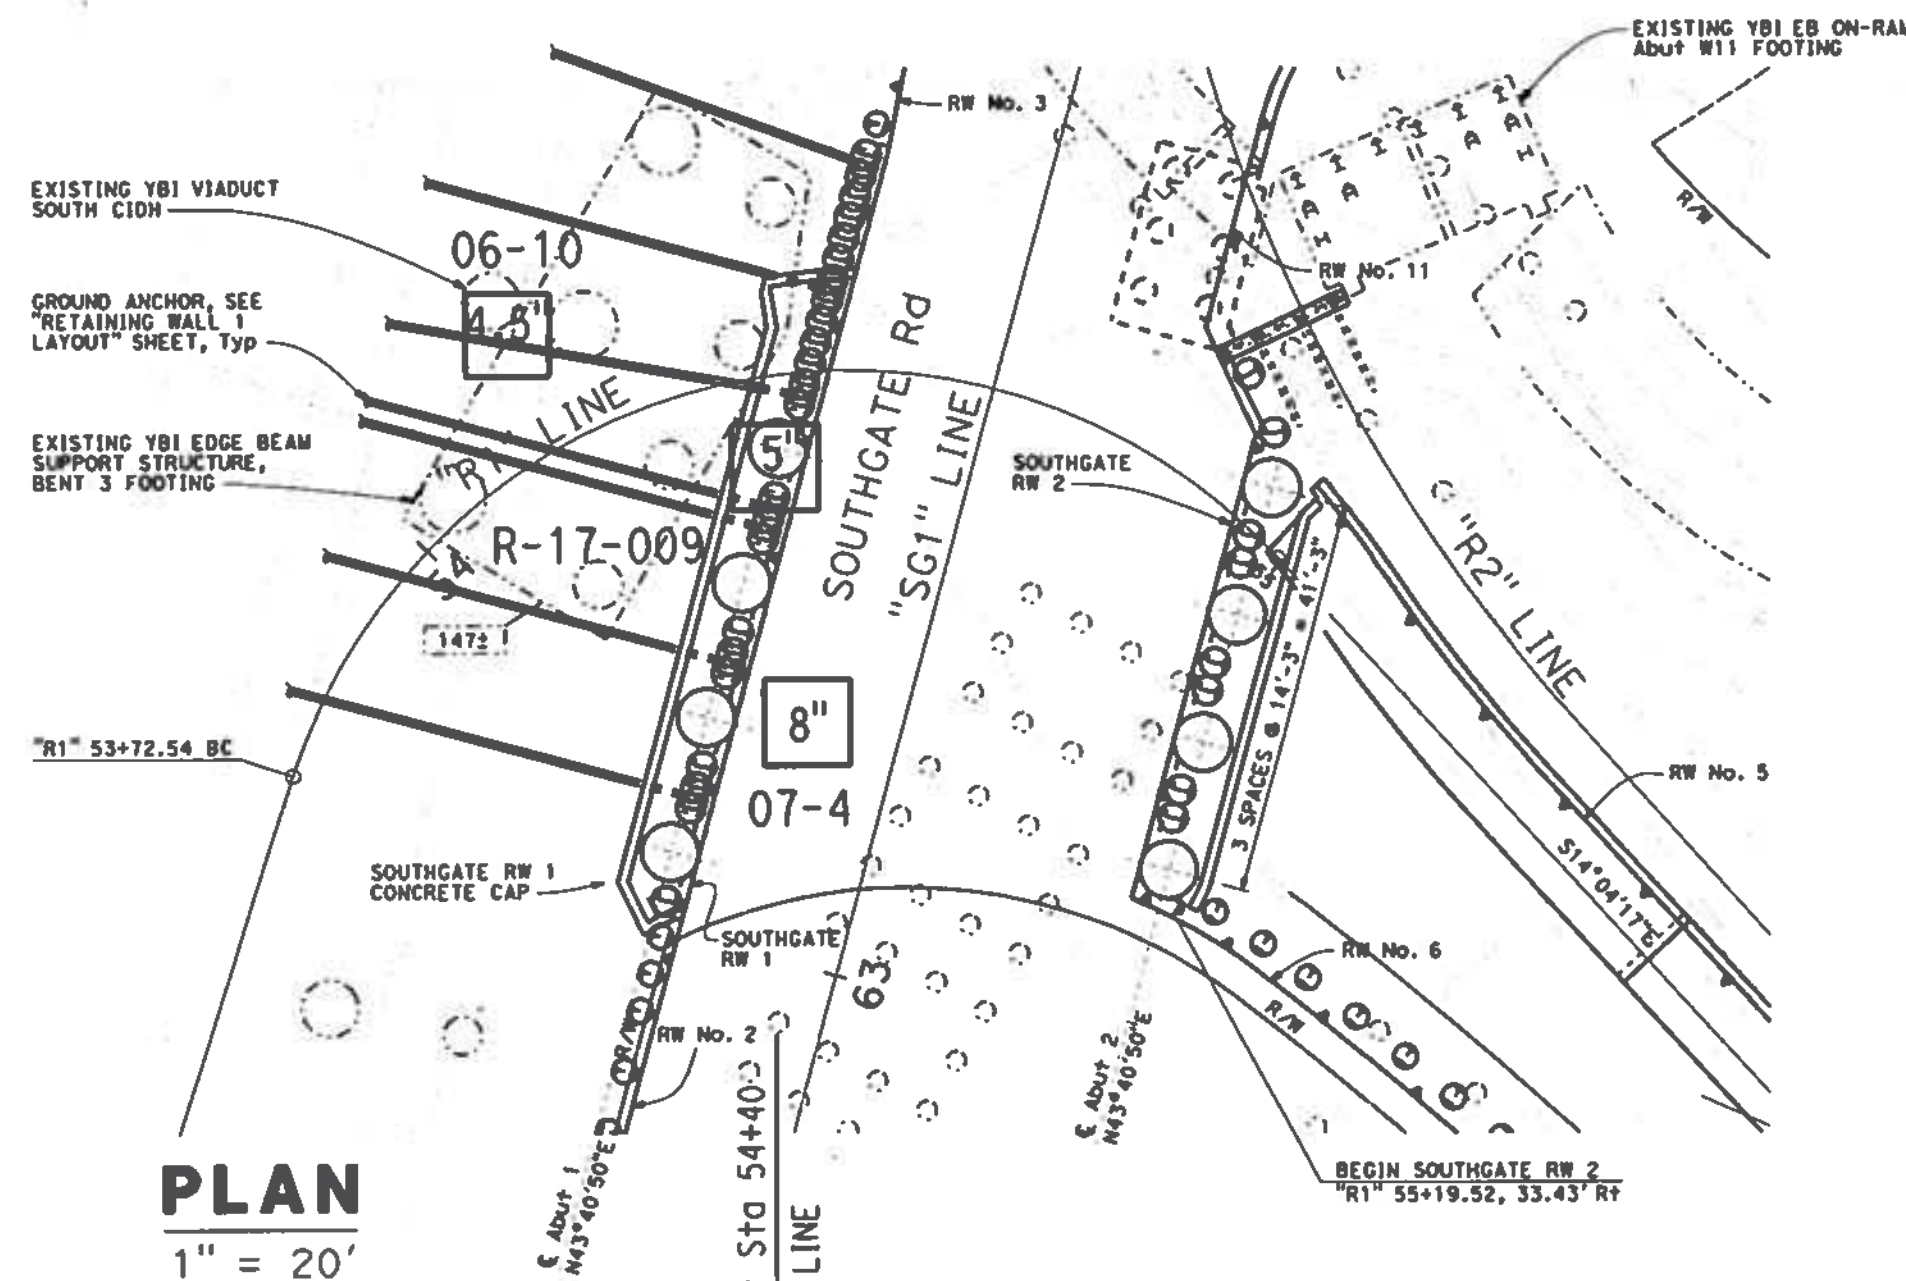 EXISTING YBI EB ON-RAM
Abut W11 FOOTING
RW No. 3
EXISTING YBI VIADUCT
SOUTH CIDH
06-10
R/W
RW No. 11
GROUND ANCHOR, SEE
"RETAINING WALL 1
LAYOUT" SHEET, Typ
4.5"
"R1" LINE
EXISTING YBI EDGE BEAM
SUPPORT STRUCTURE,
BENT 3 FOOTING
5"
SOUTHGATE Rd
"SG1" LINE
SOUTHGATE
RW 2
R-17-009
54
55
"R2" LINE
147±
3 SPACES @ 14'-3" = 41'-3"
8"
"R1" 53+72.54 BC
07-4
RW No. 5
S14°04'17"E
SOUTHGATE RW 1
CONCRETE CAP
SOUTHGATE
RW 1
63
RW No. 6
R/W
R/W
RW No. 2
℄ Abut 1
N43°40'50"E
Sta 54+40
LINE
℄ Abut 2
N43°40'50"E
BEGIN SOUTHGATE RW 2
"R1" 55+19.52, 33.43' Rt
PLAN
1" = 20'